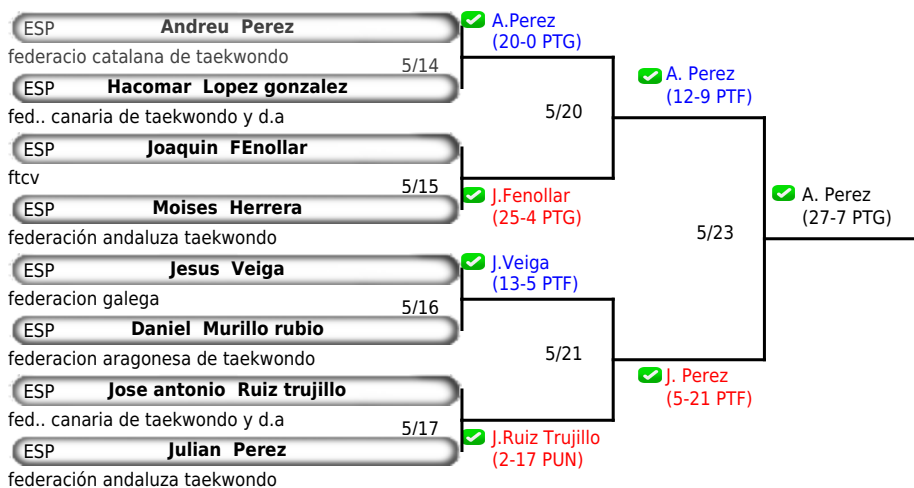 ESP Andreu Perez
federacio catalana de taekwondo
5/14
ESP Hacomar Lopez gonzalez
fed.. canaria de taekwondo y d.a
ESP Joaquin FEnollar
ftcv
5/15
ESP Moises Herrera
federación andaluza taekwondo
ESP Jesus Veiga
federacion galega
5/16
ESP Daniel Murillo rubio
federacion aragonesa de taekwondo
ESP Jose antonio Ruiz trujillo
fed.. canaria de taekwondo y d.a
5/17
ESP Julian Perez
federación andaluza taekwondo
A.Perez
(20-0 PTG)
5/20
J.Fenollar
(25-4 PTG)
J.Veiga
(13-5 PTF)
5/21
J.Ruiz Trujillo
(2-17 PUN)
A. Perez
(12-9 PTF)
5/23
J. Perez
(5-21 PTF)
A. Perez
(27-7 PTG)